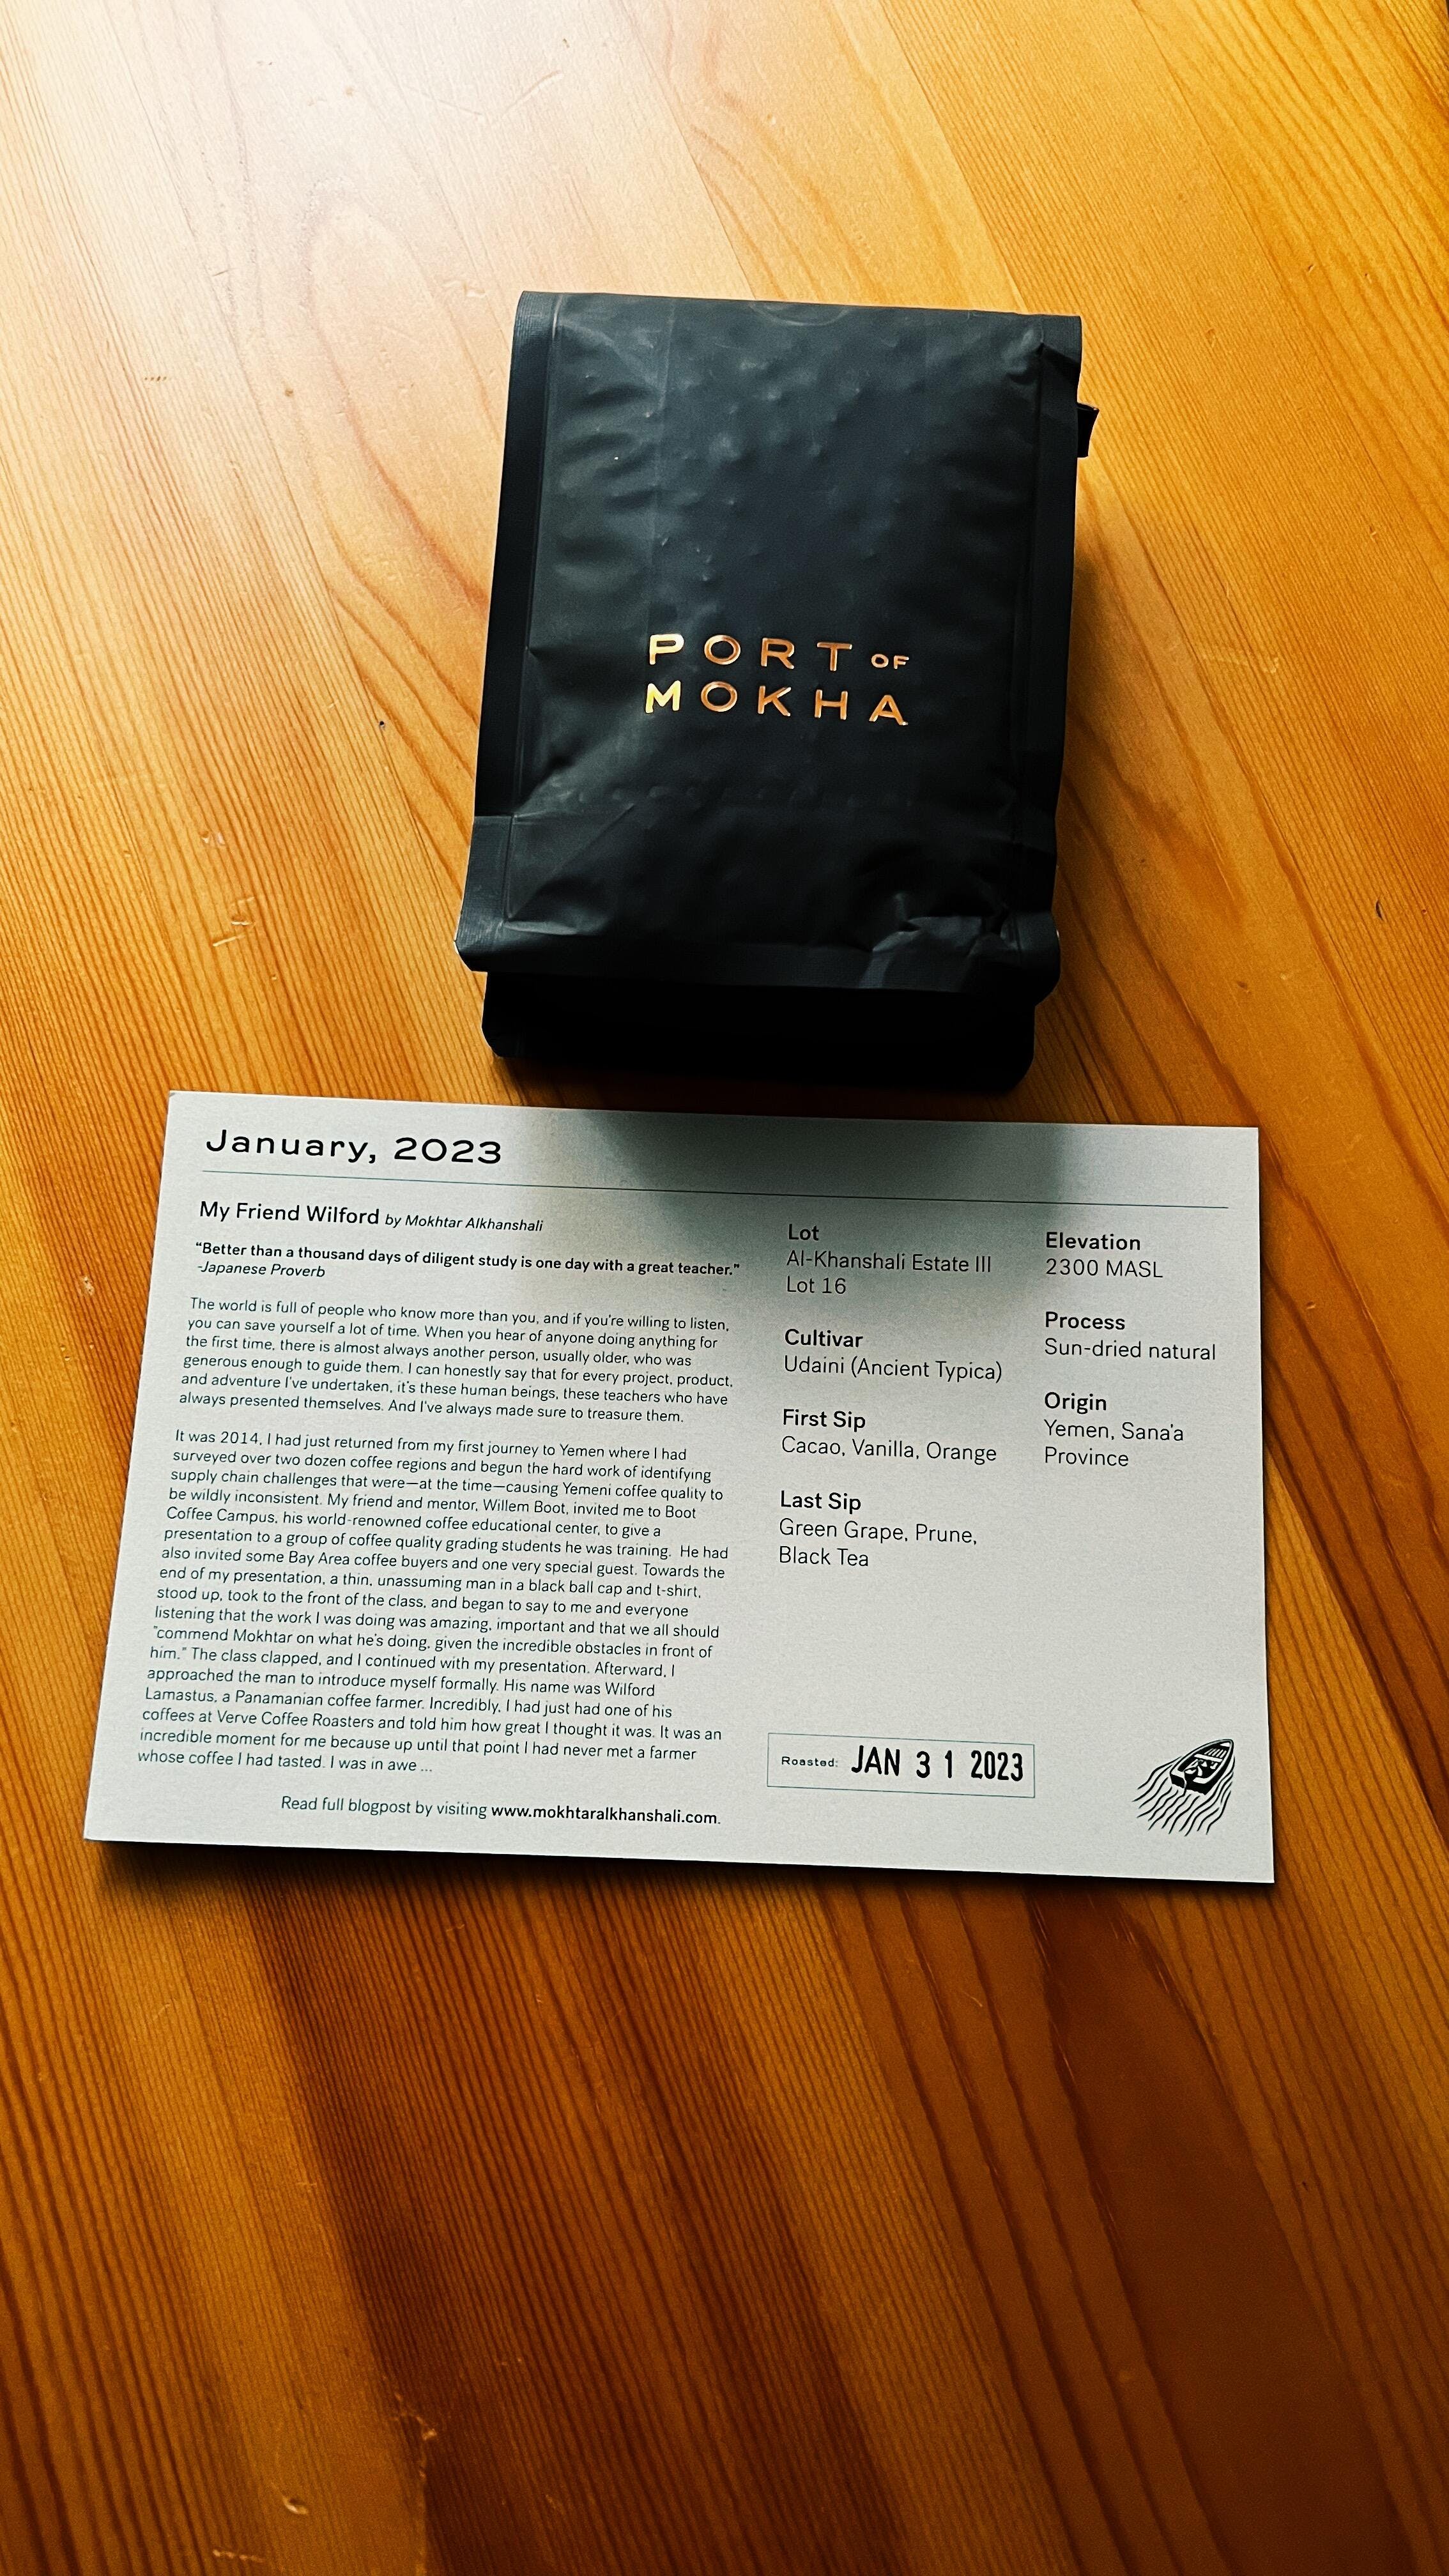 PORT OF
MOKHA
January, 2023
My Friend Wilford by Mokhtar Alkhanshali
“Better than a thousand days of diligent study is one day with a great teacher.”
-Japanese Proverb
The world is full of people who know more than you, and if you're willing to listen,
you can save yourself a lot of time. When you hear of anyone doing anything for
the first time, there is almost always another person, usually older, who was
generous enough to guide them. I can honestly say that for every project, product,
and adventure I've undertaken, it's these human beings, these teachers who have
always presented themselves. And I've always made sure to treasure them.
It was 2014, I had just returned from my first journey to Yemen where I had
surveyed over two dozen coffee regions and begun the hard work of identifying
supply chain challenges that were—at the time—causing Yemeni coffee quality to
be wildly inconsistent. My friend and mentor, Willem Boot, invited me to Boot
Coffee Campus, his world-renowned coffee educational center, to give a
presentation to a group of coffee quality grading students he was training. He had
also invited some Bay Area coffee buyers and one very special guest. Towards the
end of my presentation, a thin, unassuming man in a black ball cap and t-shirt,
stood up, took to the front of the class, and began to say to me and everyone
listening that the work I was doing was amazing, important and that we all should
"commend Mokhtar on what he's doing, given the incredible obstacles in front of
him." The class clapped, and I continued with my presentation. Afterward, I
approached the man to introduce myself formally. His name was Wilford
Lamastus, a Panamanian coffee farmer. Incredibly, I had just had one of his
coffees at Verve Coffee Roasters and told him how great I thought it was. It was an
incredible moment for me because up until that point I had never met a farmer
whose coffee I had tasted. I was in awe ...
Read full blogpost by visiting www.mokhtaralkhanshali.com.
Lot
Al-Khanshali Estate III
Lot 16
Cultivar
Udaini (Ancient Typica)
First Sip
Cacao, Vanilla, Orange
Last Sip
Green Grape, Prune,
Black Tea
Elevation
2300 MASL
Process
Sun-dried natural
Origin
Yemen, Sana'a
Province
Roasted: JAN 31 2023